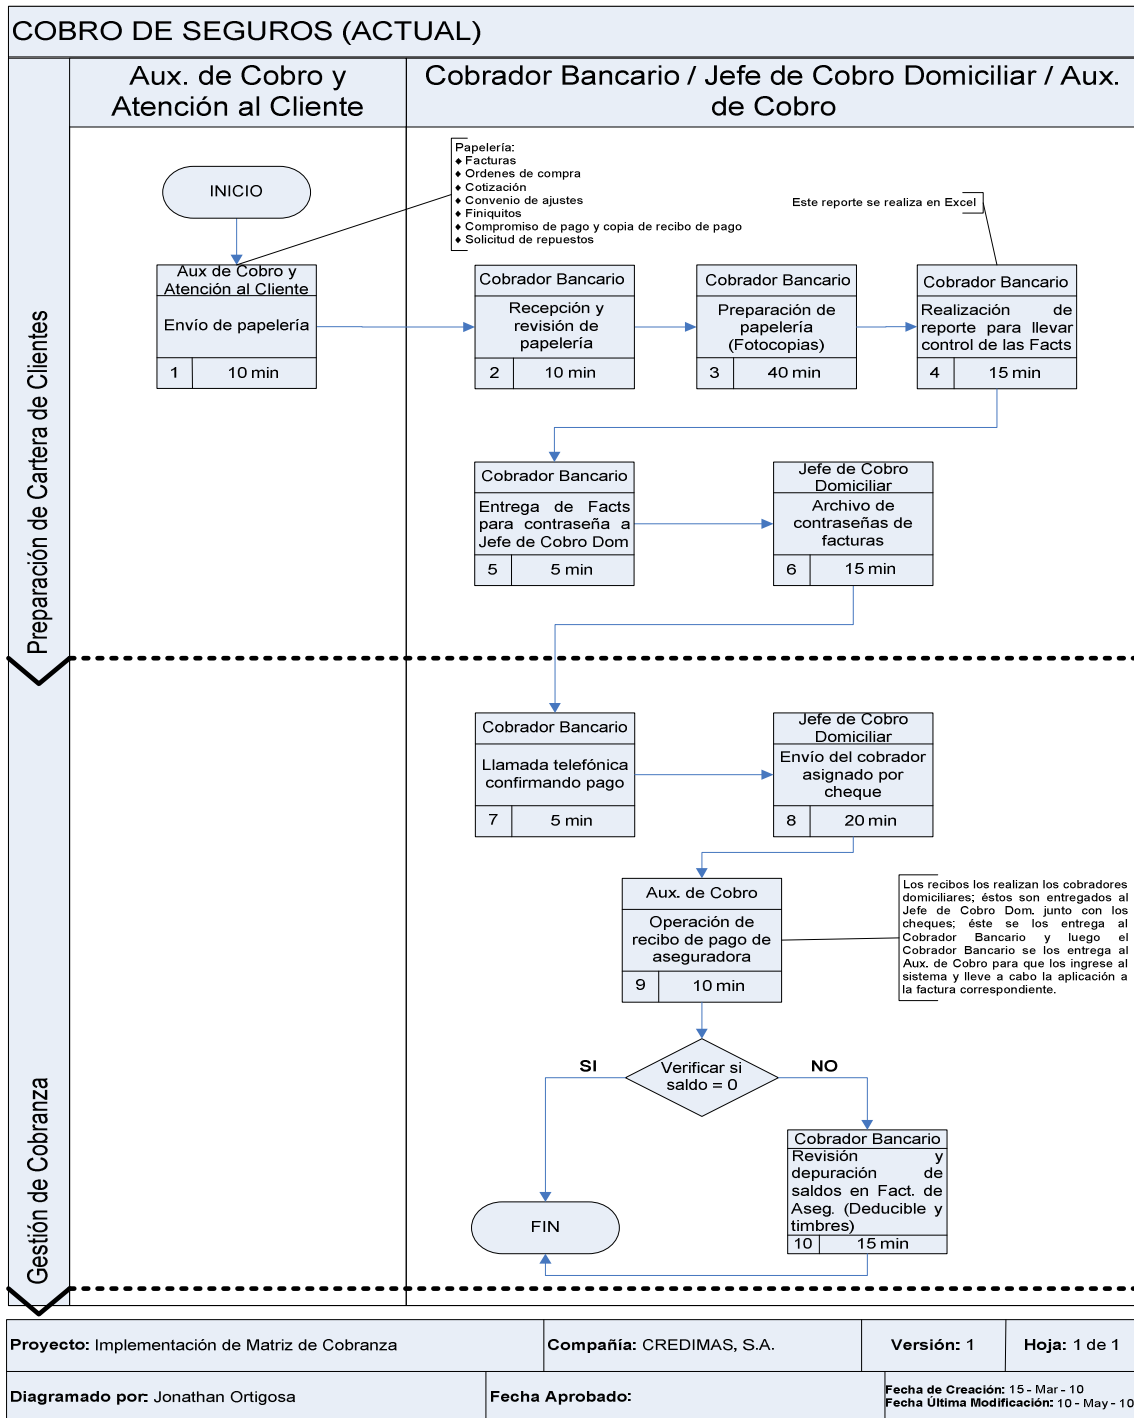 COBRO DE SEGUROS (ACTUAL)
Aux. de Cobro y
Atención al Cliente
Cobrador Bancario / Jefe de Cobro Domiciliar / Aux.
de Cobro
Preparación de Cartera de Clientes
INICIO
Papelería:
♦ Facturas
♦ Ordenes de compra
♦ Cotización
♦ Convenio de ajustes
♦ Finiquitos
♦ Compromiso de pago y copia de recibo de pago
♦ Solicitud de repuestos
Este reporte se realiza en Excel
Aux de Cobro y
Atención al Cliente
Envío de papelería
1
10 min
Cobrador Bancario
Recepción y
revisión de
papelería
2
10 min
Cobrador Bancario
Preparación de
papelería
(Fotocopias)
3
40 min
Cobrador Bancario
Realización de
reporte para llevar
control de las Facts
4
15 min
Cobrador Bancario
Entrega de Facts
para contraseña a
Jefe de Cobro Dom
5
5 min
Jefe de Cobro
Domiciliar
Archivo de
contraseñas de
facturas
6
15 min
Gestión de Cobranza
Cobrador Bancario
Llamada telefónica
confirmando pago
7
5 min
Jefe de Cobro
Domiciliar
Envío del cobrador
asignado por
cheque
8
20 min
Aux. de Cobro
Operación de
recibo de pago de
aseguradora
9
10 min
Los recibos los realizan los cobradores
domiciliares; éstos son entregados al
Jefe de Cobro Dom. junto con los
cheques; éste se los entrega al
Cobrador Bancario y luego el
Cobrador Bancario se los entrega al
Aux. de Cobro para que los ingrese al
sistema y lleve a cabo la aplicación a
la factura correspondiente.
SI
Verificar si
saldo = 0
NO
Cobrador Bancario
Revisión y
depuración de
saldos en Fact. de
Aseg. (Deducible y
timbres)
10
15 min
FIN
Proyecto: Implementación de Matriz de Cobranza
Compañía: CREDIMAS, S.A.
Versión: 1
Hoja: 1 de 1
Diagramado por: Jonathan Ortigosa
Fecha Aprobado:
Fecha de Creación: 15 - Mar - 10
Fecha Última Modificación: 10 - May - 10